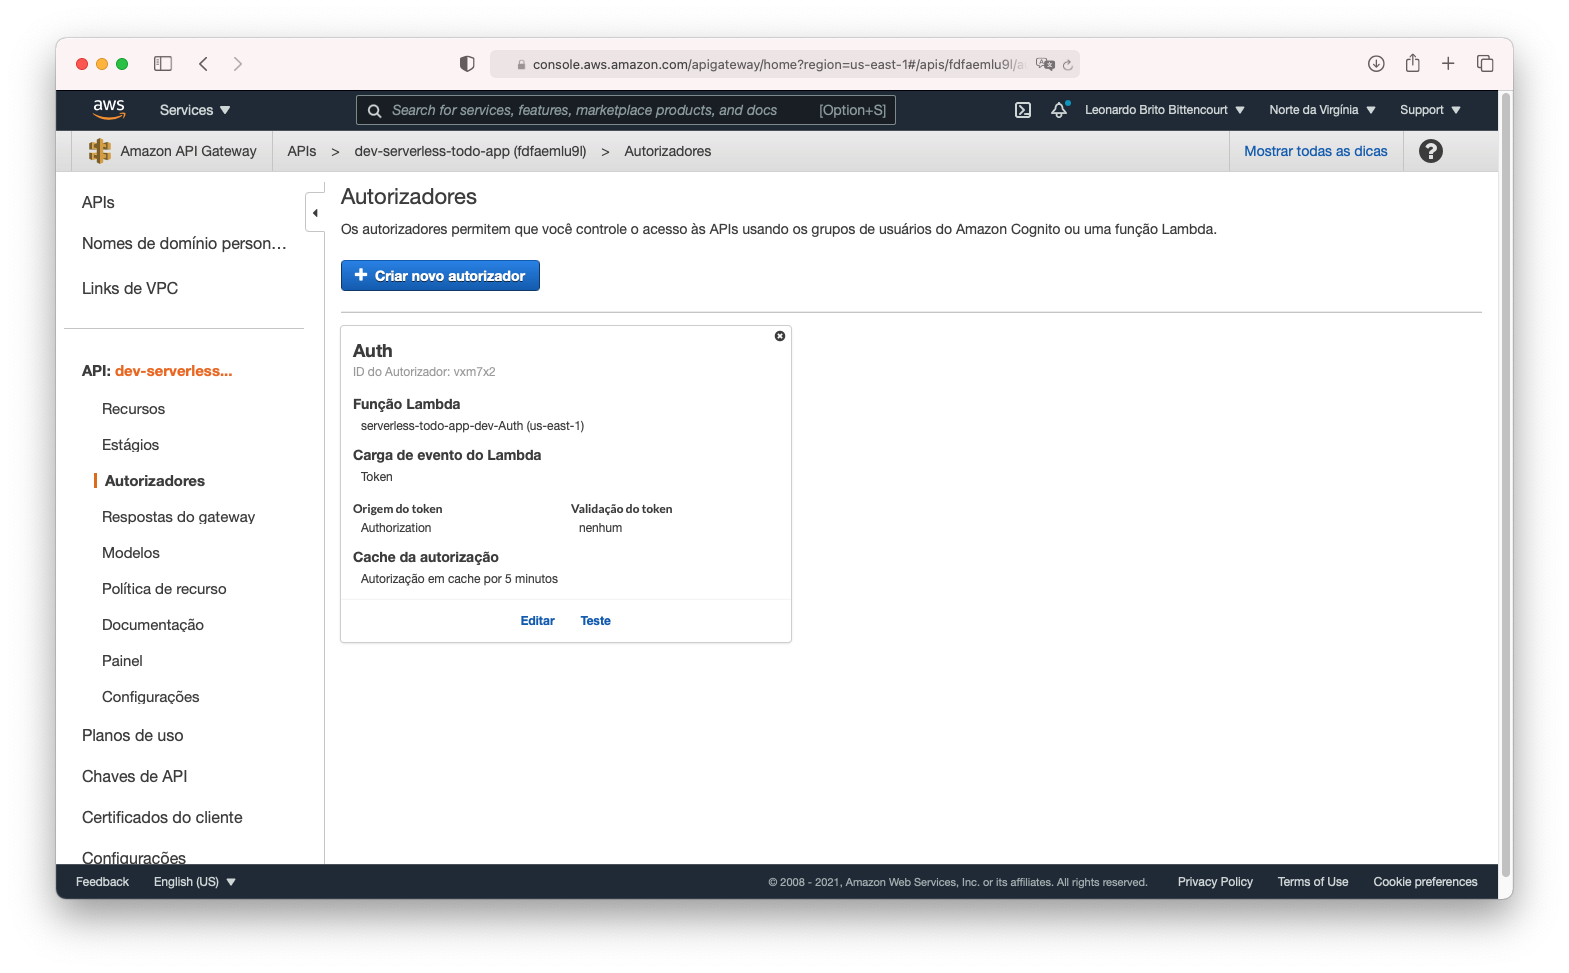 console.aws.amazon.com/apigateway/home?region=us-east-1#/apis/fdfaemlu9l/a
aws
Services
Search for services, features, marketplace products, and docs
[Option+S]
Leonardo Brito Bittencourt
Norte da Virgínia
Support
Amazon API Gateway
APIs > dev-serverless-todo-app (fdfaemlu9l) > Autorizadores
Mostrar todas as dicas
?
APIs
Nomes de domínio person...
Links de VPC
API: dev-serverless...
Recursos
Estágios
Autorizadores
Respostas do gateway
Modelos
Política de recurso
Documentação
Painel
Configurações
Planos de uso
Chaves de API
Certificados do cliente
Configurações
Autorizadores
Os autorizadores permitem que você controle o acesso às APIs usando os grupos de usuários do Amazon Cognito ou uma função Lambda.
+ Criar novo autorizador
Auth
ID do Autorizador: vxm7x2
Função Lambda
serverless-todo-app-dev-Auth (us-east-1)
Carga de evento do Lambda
Token
Origem do token
Authorization
Validação do token
nenhum
Cache da autorização
Autorização em cache por 5 minutos
Editar
Teste
Feedback
English (US)
© 2008 - 2021, Amazon Web Services, Inc. or its affiliates. All rights reserved.
Privacy Policy
Terms of Use
Cookie preferences